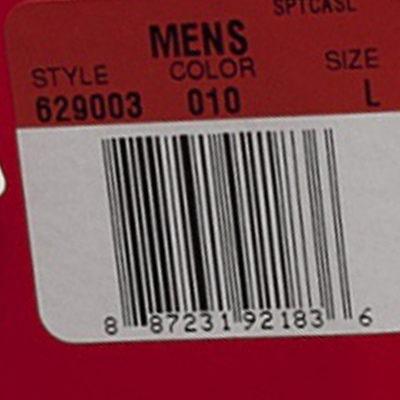 SPTCASL
MENS
STYLE COLOR SIZE
629003 010 L
8 87231 92183 6